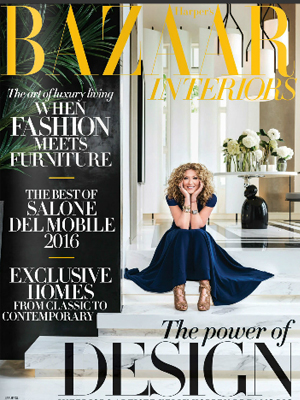 Harper's
BAZAAR
INTERIORS
The art of luxury living
WHEN
FASHION
MEETS
FURNITURE
THE BEST OF
SALONE
DEL MOBILE
2016
EXCLUSIVE
HOMES
FROM CLASSIC TO
CONTEMPORARY
The power of
DESIGN